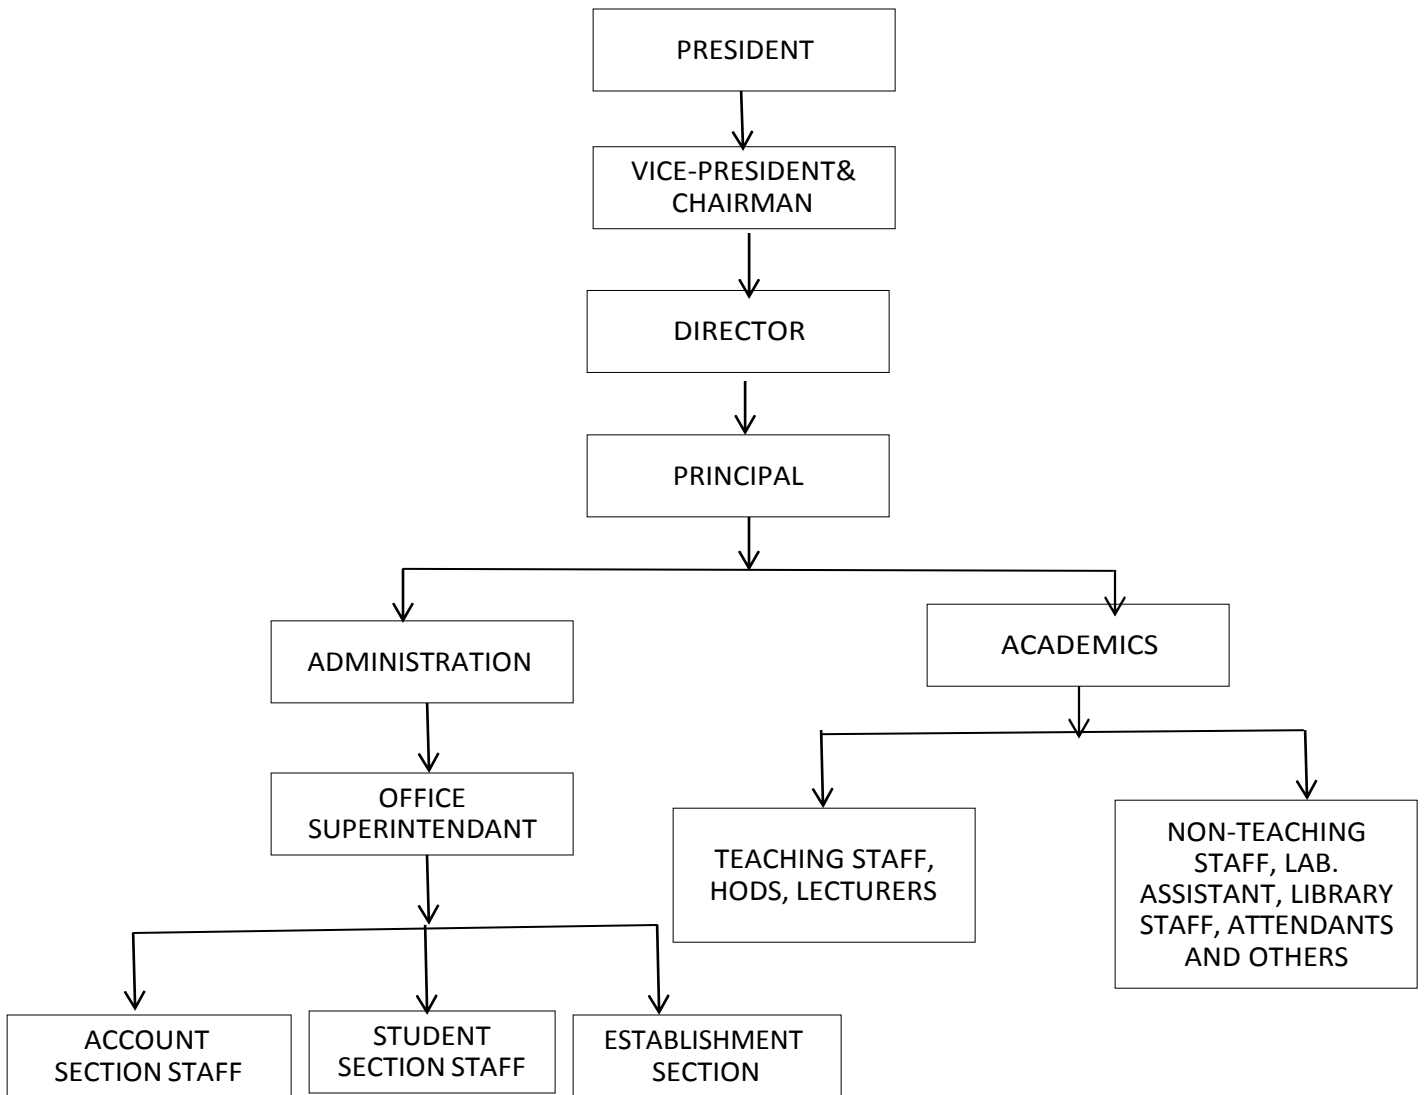 PRESIDENT
VICE-PRESIDENT&
CHAIRMAN
DIRECTOR
PRINCIPAL
ADMINISTRATION
ACADEMICS
OFFICE
SUPERINTENDANT
TEACHING STAFF,
HODS, LECTURERS
NON-TEACHING
STAFF, LAB.
ASSISTANT, LIBRARY
STAFF, ATTENDANTS
AND OTHERS
ACCOUNT
SECTION STAFF
STUDENT
SECTION STAFF
ESTABLISHMENT
SECTION